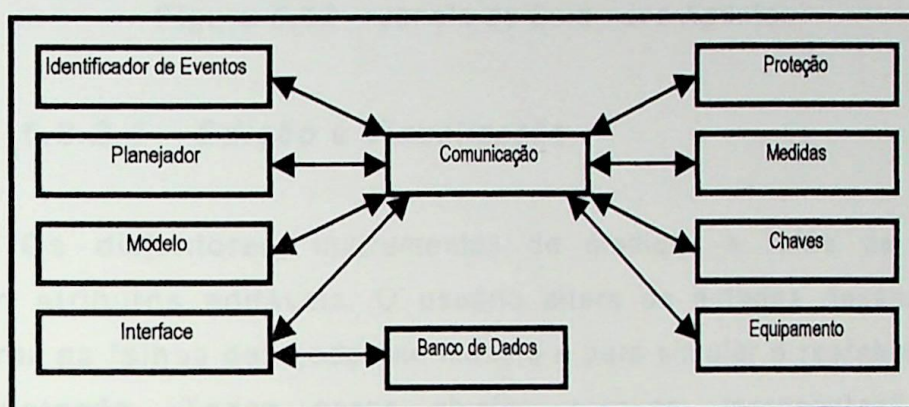 Identificador de Eventos
Planejador
Modelo
Interface
Comunicação
Banco de Dados
Proteção
Medidas
Chaves
Equipamento